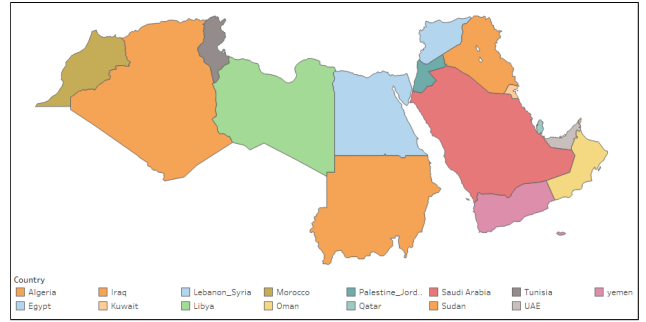 Country
Algeria Iraq Lebanon_Syria Morocco Palestine_Jord.. Saudi Arabia Tunisia yemen
Egypt Kuwait Libya Oman Qatar Sudan UAE